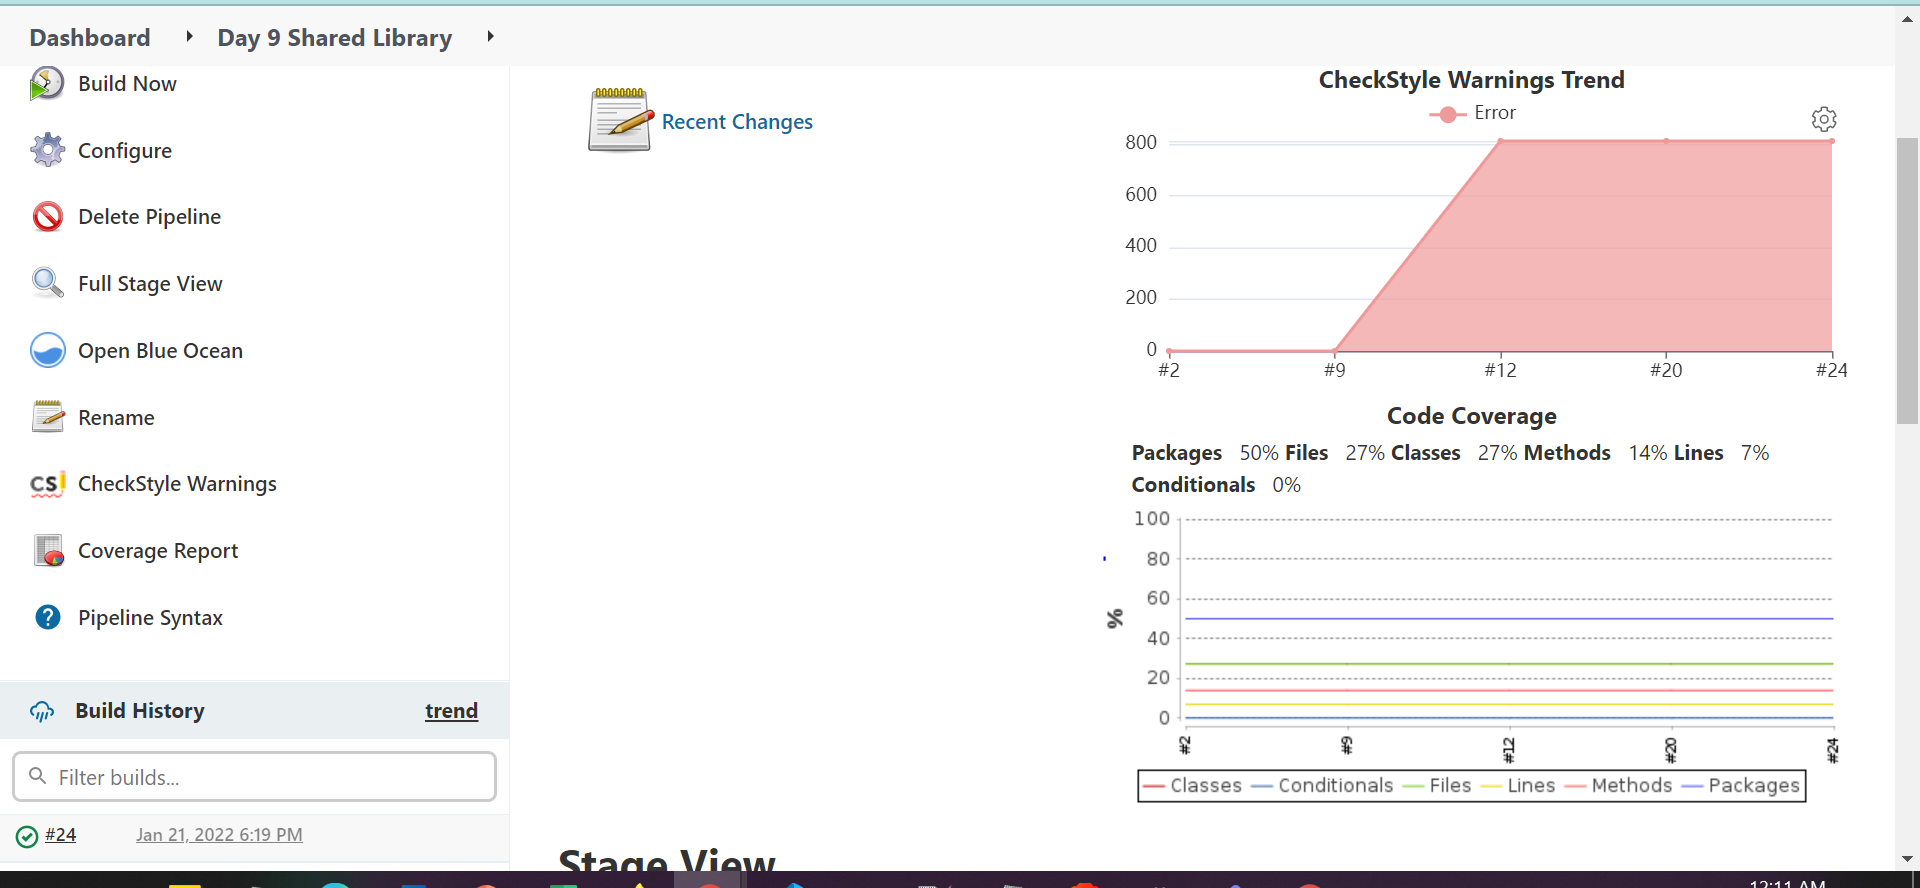 Dashboard Day 9 Shared Library
Build Now
Configure
Delete Pipeline
Full Stage View
Open Blue Ocean
Rename
CS! CheckStyle Warnings
Coverage Report
? Pipeline Syntax
Build History trend
Filter builds...
#24 Jan 21, 2022 6:19 PM
Recent Changes
CheckStyle Warnings Trend
Error
800
600
400
200
0
#2 #9 #12 #20 #24
Code Coverage
Packages 50% Files 27% Classes 27% Methods 14% Lines 7%
Conditionals 0%
100
80
60
40
20
0
%
#2 #9 #12 #20 #24
Classes Conditionals Files Lines Methods Packages
Stage View
12:11 AM